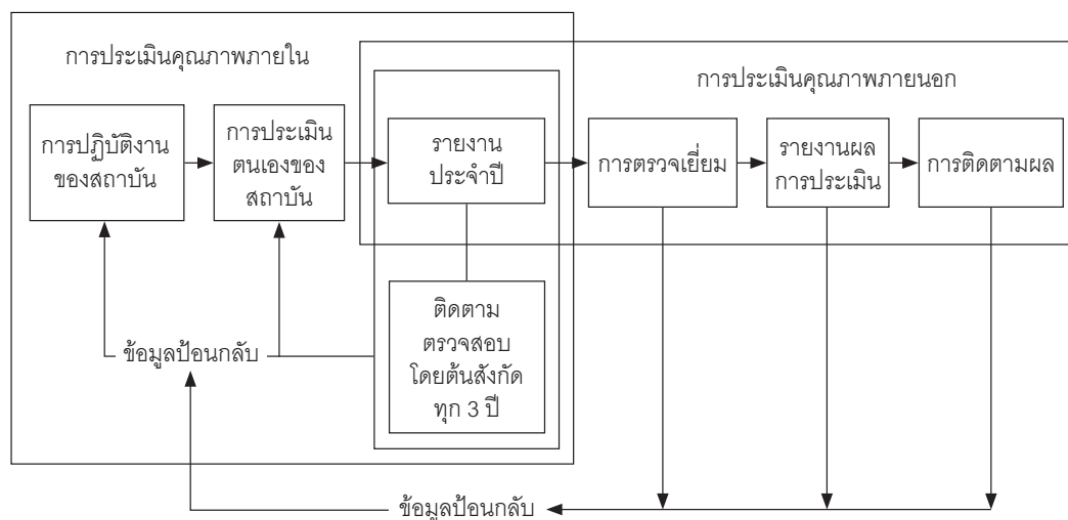 การประเมินคุณภาพภายใน
การประเมินคุณภาพภายนอก
การปฏิบัติงาน
ของสถาบัน
การประเมิน
ตนเองของ
สถาบัน
รายงาน
ประจำปี
การตรวจเยี่ยม
รายงานผล
การประเมิน
การติดตามผล
ติดตาม
ตรวจสอบ
โดยต้นสังกัด
ทุก 3 ปี
ข้อมูลป้อนกลับ
ข้อมูลป้อนกลับ